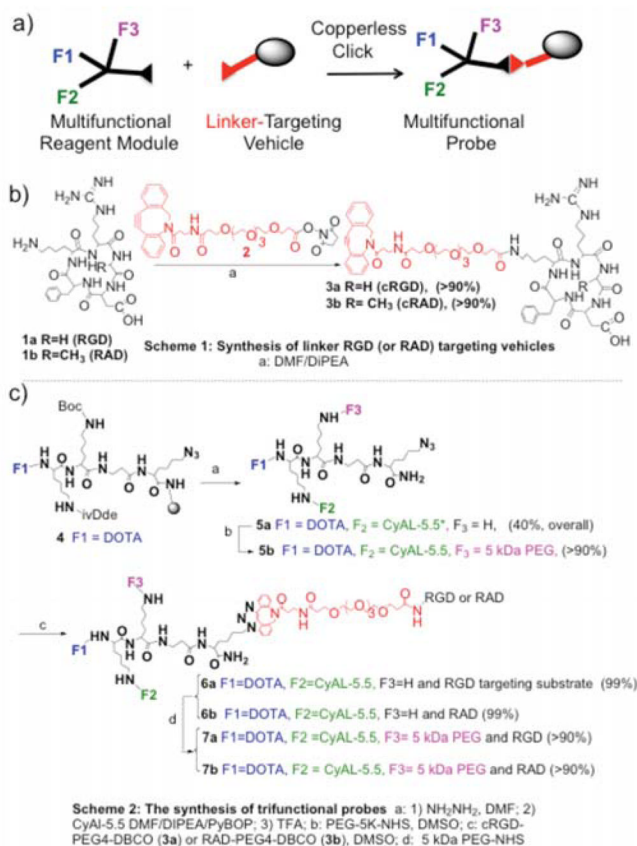 a)
F3
F1
F2
+
Copperless
Click
F3
F1
F2
Multifunctional
Reagent Module
Linker-Targeting
Vehicle
Multifunctional
Probe
b)
2
a
1a R=H (RGD)
1b R=CH3 (RAD)
3a R=H (cRGD), (>90%)
3b R= CH3 (cRAD), (>90%)
Scheme 1: Synthesis of linker RGD (or RAD) targeting vehicles
a: DMF/DiPEA
c)
Boc
NH
N3
F1
HN
ivDde
4 F1 = DOTA
a
F3
NH
N3
F1
NH2
HN
F2
5a F1 = DOTA, F2 = CyAL-5.5*, F3 = H, (40%, overall)
b
5b F1 = DOTA, F2 = CyAL-5.5, F3 = 5 kDa PEG, (>90%)
c
F3
NH
RGD or RAD
F1
NH2
HN
F2
6a F1=DOTA, F2=CyAL-5.5, F3=H and RGD targeting substrate (99%)
d
6b F1=DOTA, F2=CyAL-5.5, F3=H and RAD (99%)
7a F1=DOTA, F2 =CyAL-5.5, F3= 5 kDa PEG and RGD (>90%)
7b F1=DOTA, F2 = CyAL-5.5, F3= 5 kDa PEG and RAD (>90%)
Scheme 2: The synthesis of trifunctional probes a: 1) NH2NH2, DMF; 2)
CyAl-5.5 DMF/DIPEA/PyBOP; 3) TFA; b: PEG-5K-NHS, DMSO; c: cRGD-
PEG4-DBCO (3a) or RAD-PEG4-DBCO (3b), DMSO; d: 5 kDa PEG-NHS